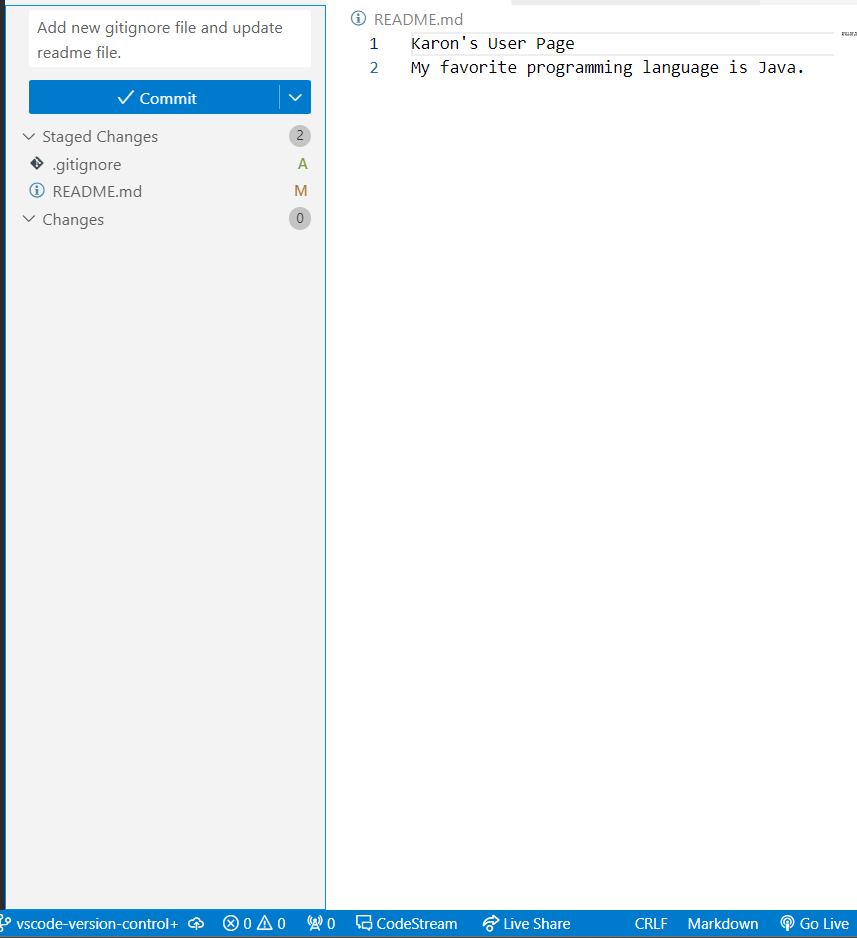 Add new gitignore file and update
readme file.
Commit
Staged Changes 2
.gitignore A
README.md M
Changes 0
README.md
1 Karon's User Page
2 My favorite programming language is Java.
vscode-version-control+ 0 0 0 CodeStream Live Share CRLF Markdown Go Live